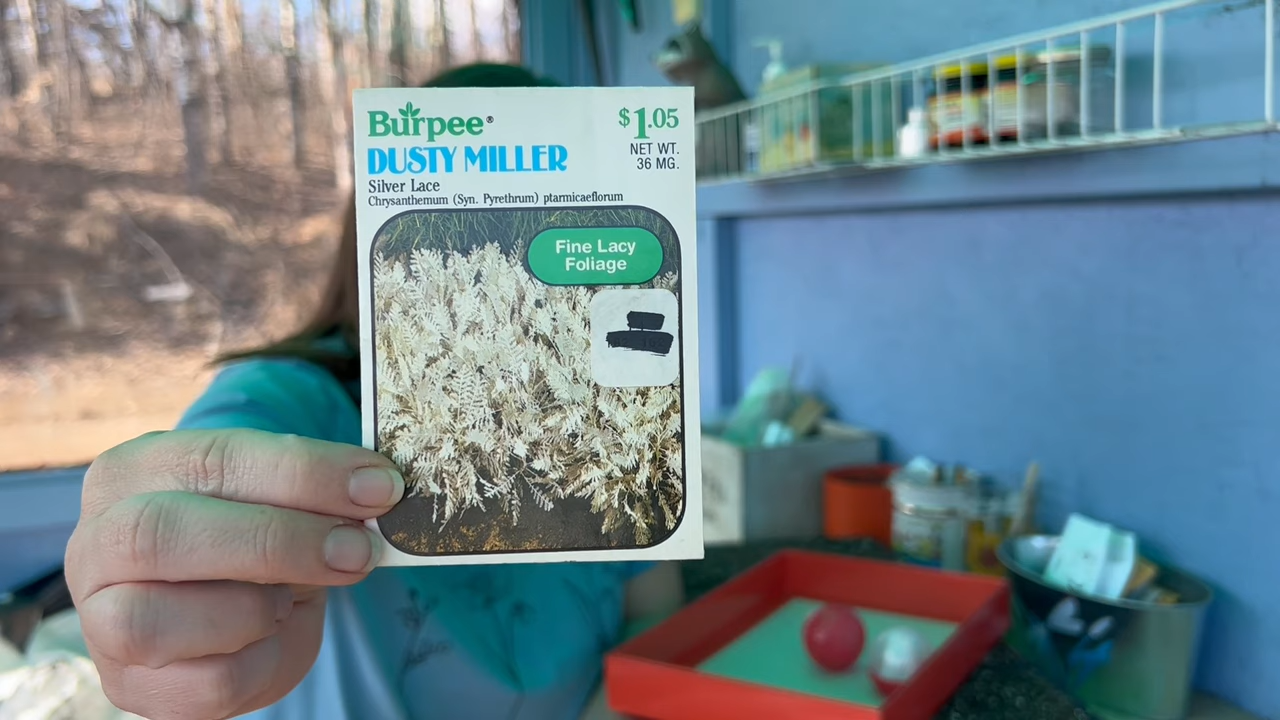 Burpee®
$1.05
DUSTY MILLER
NET WT.
36 MG.
Silver Lace
Chrysanthemum (Syn. Pyrethrum) ptarmicaeflorum
Fine Lacy
Foliage